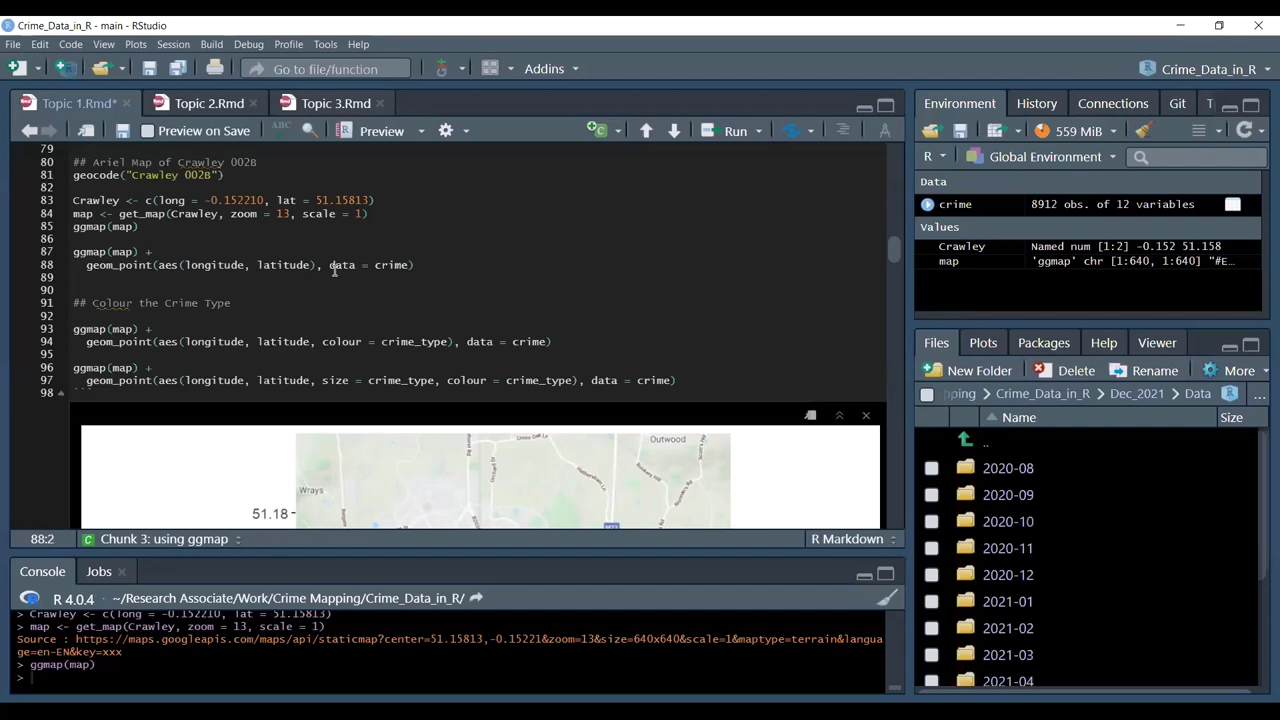 Crime_Data_in_R - main - RStudio
File Edit Code View Plots Session Build Debug Profile Tools Help
Go to file/function Addins Crime_Data_in_R
Topic 1.Rmd* Topic 2.Rmd Topic 3.Rmd
Preview on Save ABC Preview Run
79
80 ## Ariel Map of Crawley 002B
81 geocode("Crawley 002B")
82
83 Crawley <- c(long = -0.152210, lat = 51.15813)
84 map <- get_map(Crawley, zoom = 13, scale = 1)
85 ggmap(map)
86
87 ggmap(map) +
88 geom_point(aes(longitude, latitude), data = crime)
89
90
91 ## Colour the Crime Type
92
93 ggmap(map) +
94 geom_point(aes(longitude, latitude, colour = crime_type), data = crime)
95
96 ggmap(map) +
97 geom_point(aes(longitude, latitude, size = crime_type, colour = crime_type), data = crime)
98 ```
Outwood
Wrays
51.18
88:2 Chunk 3: using ggmap R Markdown
Console Jobs
R 4.0.4 · ~/Research Associate/Work/Crime Mapping/Crime_Data_in_R/
> Crawley <- c(long = -0.152210, lat = 51.15813)
> map <- get_map(Crawley, zoom = 13, scale = 1)
Source : https://maps.googleapis.com/maps/api/staticmap?center=51.15813,-0.15221&zoom=13&size=640x640&scale=1&maptype=terrain&langua
ge=en-EN&key=xxx
> ggmap(map)
>
Environment History Connections Git T
559 MiB
R Global Environment
Data
crime 8912 obs. of 12 variables
Values
Crawley Named num [1:2] -0.152 51.158
map 'ggmap' chr [1:640, 1:640] "#E…
Files Plots Packages Help Viewer
New Folder Delete Rename More
pping Crime_Data_in_R Dec_2021 Data ...
Name Size
..
2020-08
2020-09
2020-10
2020-11
2020-12
2021-01
2021-02
2021-03
2021-04